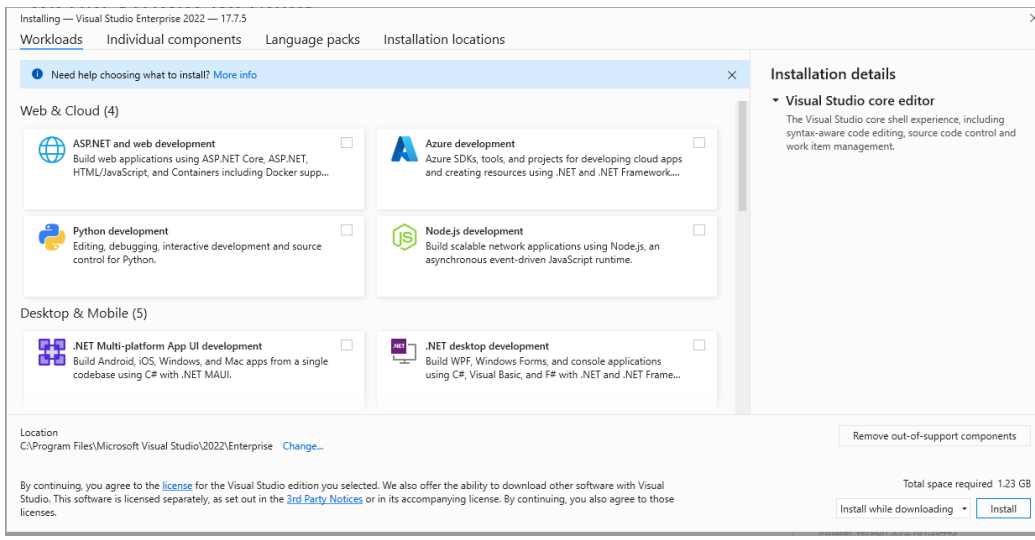 Installing — Visual Studio Enterprise 2022 — 17.7.5
Workloads Individual components Language packs Installation locations
Need help choosing what to install? More info
Web & Cloud (4)
ASP.NET and web development
Build web applications using ASP.NET Core, ASP.NET,
HTML/JavaScript, and Containers including Docker supp...
Azure development
Azure SDKs, tools, and projects for developing cloud apps
and creating resources using .NET and .NET Framework....
Python development
Editing, debugging, interactive development and source
control for Python.
Node.js development
Build scalable network applications using Node.js, an
asynchronous event-driven JavaScript runtime.
Desktop & Mobile (5)
.NET Multi-platform App UI development
Build Android, iOS, Windows, and Mac apps from a single
codebase using C# with .NET MAUI.
.NET
.NET desktop development
Build WPF, Windows Forms, and console applications
using C#, Visual Basic, and F# with .NET and .NET Frame...
Installation details
Visual Studio core editor
The Visual Studio core shell experience, including
syntax-aware code editing, source code control and
work item management.
Location
C:\Program Files\Microsoft Visual Studio\2022\Enterprise Change...
Remove out-of-support components
By continuing, you agree to the license for the Visual Studio edition you selected. We also offer the ability to download other software with Visual
Studio. This software is licensed separately, as set out in the 3rd Party Notices or in its accompanying license. By continuing, you also agree to those
licenses.
Total space required 1.23 GB
Install while downloading Install